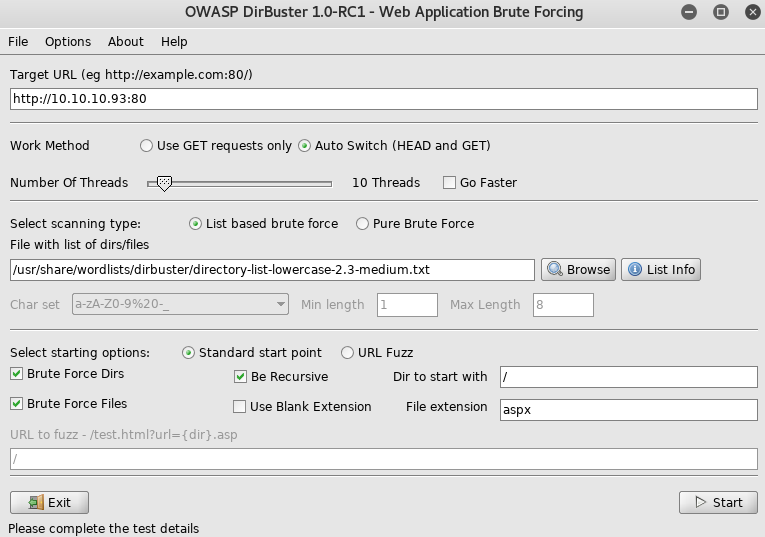 OWASP DirBuster 1.0-RC1 - Web Application Brute Forcing
File Options About Help
Target URL (eg http://example.com:80/)
http://10.10.10.93:80
Work Method Use GET requests only Auto Switch (HEAD and GET)
Number Of Threads 10 Threads Go Faster
Select scanning type: List based brute force Pure Brute Force
File with list of dirs/files
/usr/share/wordlists/dirbuster/directory-list-lowercase-2.3-medium.txt Browse List Info
Char set a-zA-Z0-9%20-_ Min length 1 Max Length 8
Select starting options: Standard start point URL Fuzz
Brute Force Dirs Be Recursive Dir to start with /
Brute Force Files Use Blank Extension File extension aspx
URL to fuzz - /test.html?url={dir}.asp
/
Exit Start
Please complete the test details